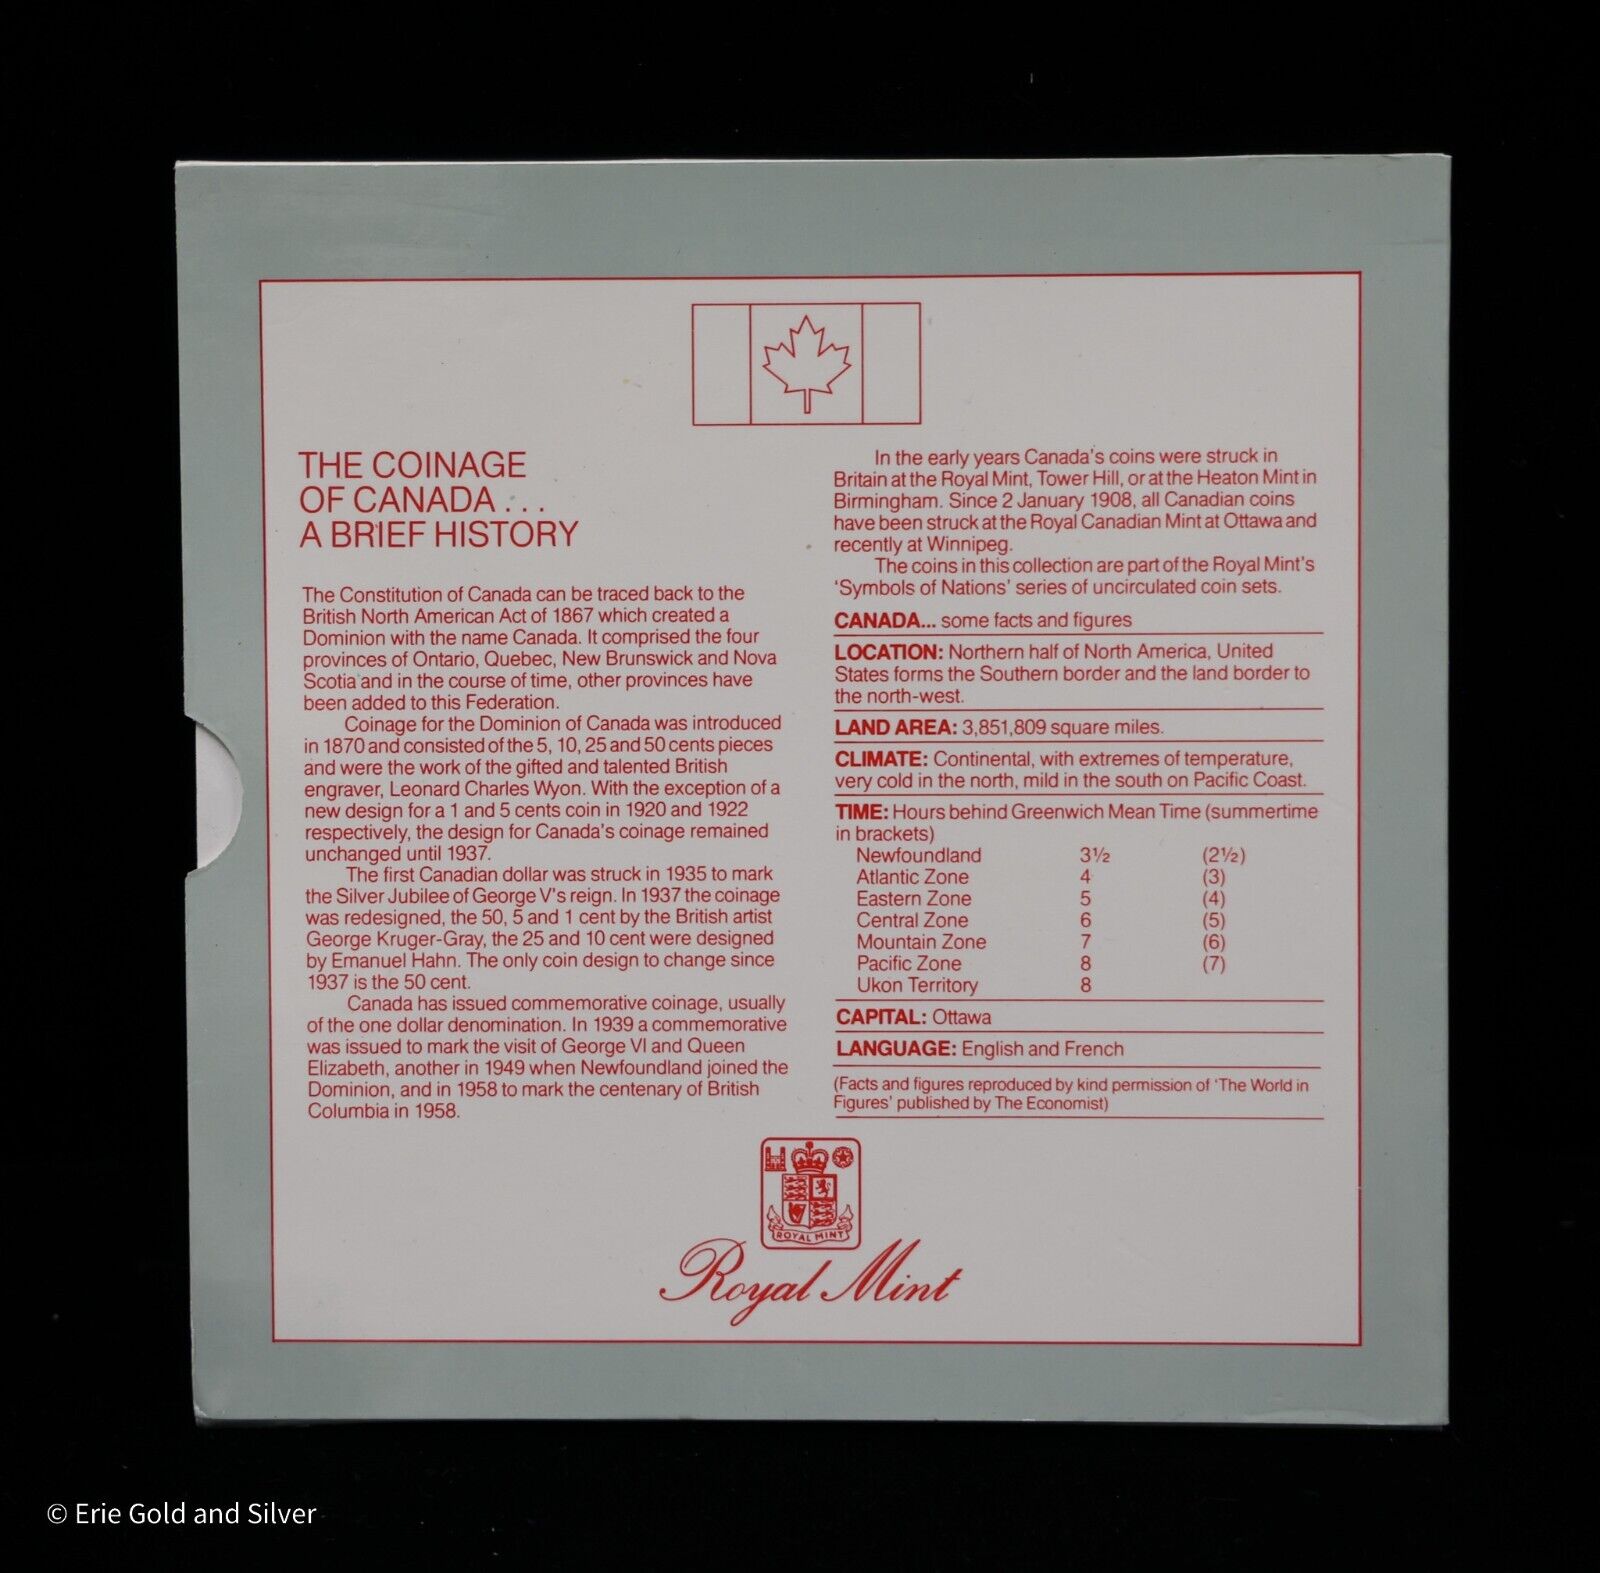 THE COINAGE
OF CANADA...
A BRIEF HISTORY
The Constitution of Canada can be traced back to the
British North American Act of 1867 which created a
Dominion with the name Canada. It comprised the four
provinces of Ontario, Quebec, New Brunswick and Nova
Scotia and in the course of time, other provinces have
been added to this Federation.
Coinage for the Dominion of Canada was introduced
in 1870 and consisted of the 5, 10, 25 and 50 cents pieces
and were the work of the gifted and talented British
engraver, Leonard Charles Wyon. With the exception of a
new design for a 1 and 5 cents coin in 1920 and 1922
respectively, the design for Canada's coinage remained
unchanged until 1937.
The first Canadian dollar was struck in 1935 to mark
the Silver Jubilee of George V's reign. In 1937 the coinage
was redesigned, the 50, 5 and 1 cent by the British artist
George Kruger-Gray, the 25 and 10 cent were designed
by Emanuel Hahn. The only coin design to change since
1937 is the 50 cent.
Canada has issued commemorative coinage, usually
of the one dollar denomination. In 1939 a commemorative
was issued to mark the visit of George VI and Queen
Elizabeth, another in 1949 when Newfoundland joined the
Dominion, and in 1958 to mark the centenary of British
Columbia in 1958.
In the early years Canada's coins were struck in
Britain at the Royal Mint, Tower Hill, or at the Heaton Mint in
Birmingham. Since 2 January 1908, all Canadian coins
have been struck at the Royal Canadian Mint at Ottawa and
recently at Winnipeg.
The coins in this collection are part of the Royal Mint's
'Symbols of Nations' series of uncirculated coin sets.
CANADA... some facts and figures
LOCATION: Northern half of North America, United
States forms the Southern border and the land border to
the north-west.
LAND AREA: 3,851,809 square miles.
CLIMATE: Continental, with extremes of temperature,
very cold in the north, mild in the south on Pacific Coast.
TIME: Hours behind Greenwich Mean Time (summertime
in brackets)
Newfoundland 3½ (2½)
Atlantic Zone 4 (3)
Eastern Zone 5 (4)
Central Zone 6 (5)
Mountain Zone 7 (6)
Pacific Zone 8 (7)
Ukon Territory 8
CAPITAL: Ottawa
LANGUAGE: English and French
(Facts and figures reproduced by kind permission of 'The World in
Figures' published by The Economist)
ROYAL MINT
Royal Mint
© Erie Gold and Silver